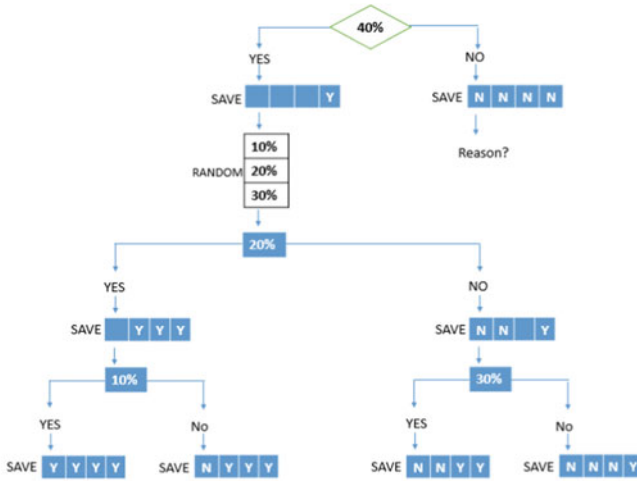 40%
YES NO
SAVE Y SAVE N N N N
10% Reason?
RANDOM 20%
30%
20%
YES NO
SAVE Y Y Y SAVE N N Y
10% 30%
YES No YES No
SAVE Y Y Y Y SAVE N Y Y Y SAVE N N Y Y SAVE N N N Y